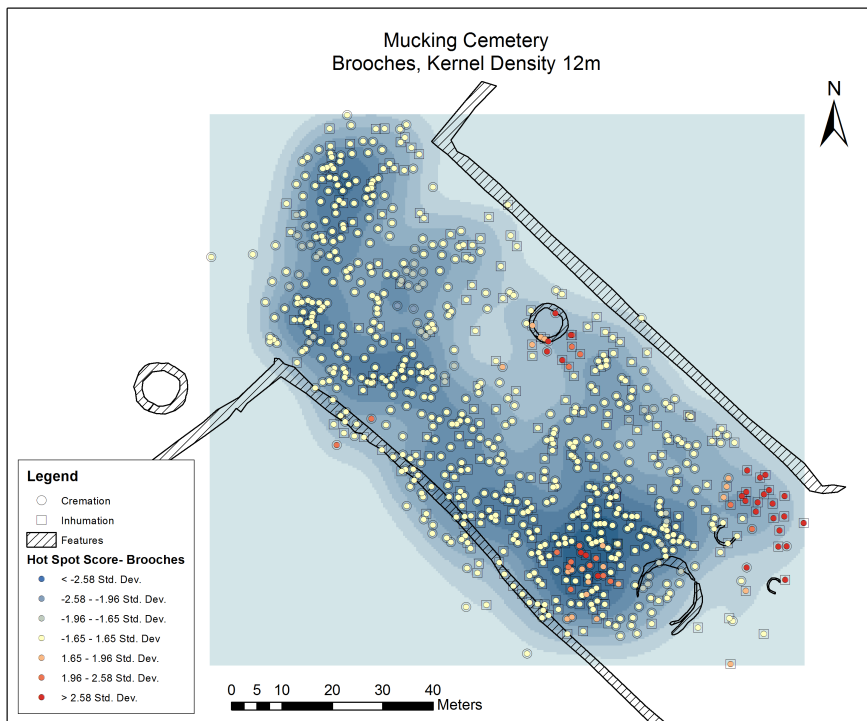 Mucking Cemetery
Brooches, Kernel Density 12m
N
Legend
Cremation
Inhumation
Features
Hot Spot Score- Brooches
< -2.58 Std. Dev.
-2.58 - -1.96 Std. Dev.
-1.96 - -1.65 Std. Dev.
-1.65 - 1.65 Std. Dev
1.65 - 1.96 Std. Dev.
1.96 - 2.58 Std. Dev.
> 2.58 Std. Dev.
0 5 10 20 30 40
Meters